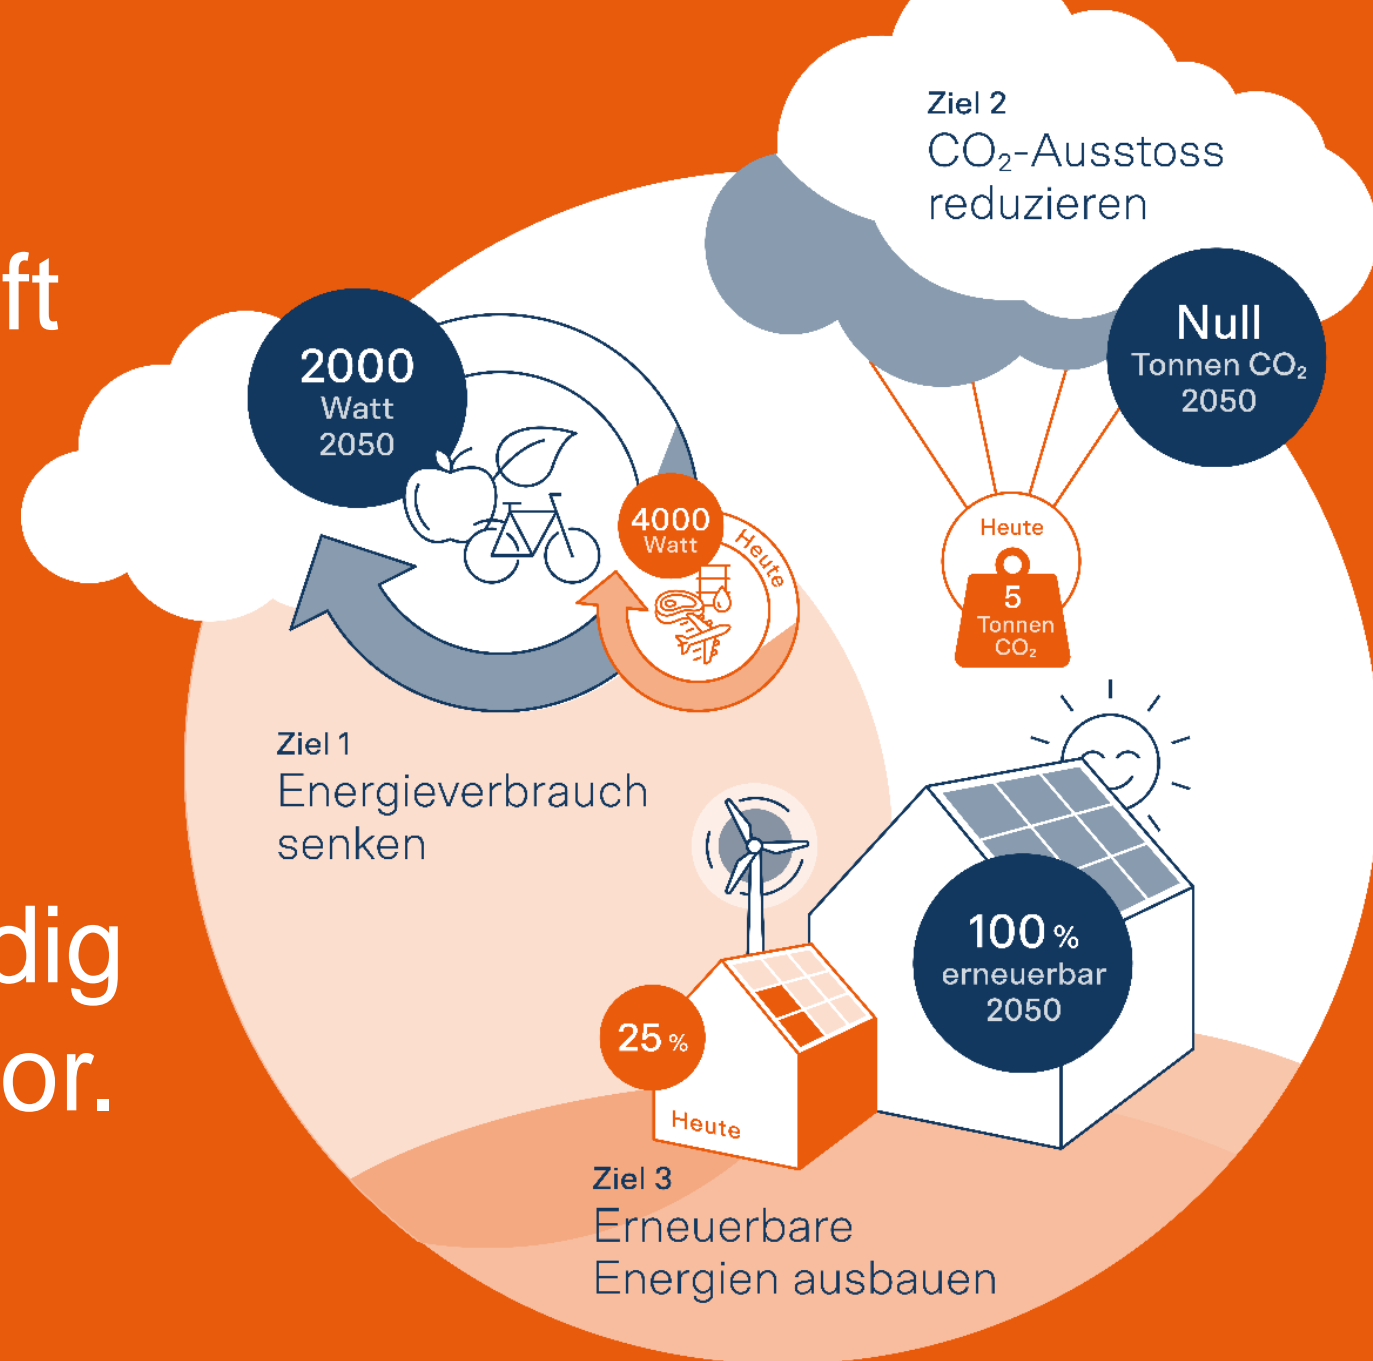 ft
dig
or.
Ziel 2
CO₂-Ausstoss
reduzieren
Null
Tonnen CO₂
2050
Heute
5
Tonnen
CO₂
2000
Watt
2050
4000
Watt
Heute
Ziel 1
Energieverbrauch
senken
100 %
erneuerbar
2050
25 %
Heute
Ziel 3
Erneuerbare
Energien ausbauen